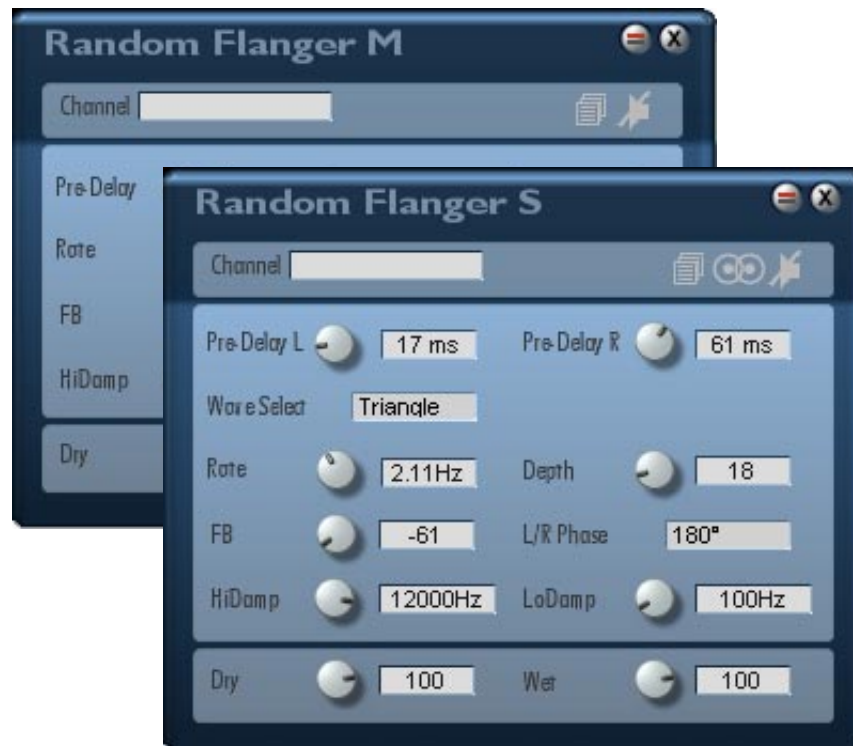 Random Flanger M
Channel
Pre-Delay
Rate
FB
HiDamp
Dry
Random Flanger S
Channel
Pre-Delay L 17 ms Pre-Delay R 61 ms
Wave Select Triangle
Rate 2.11Hz Depth 18
FB -61 L/R Phase 180°
HiDamp 12000Hz LoDamp 100Hz
Dry 100 Wet 100